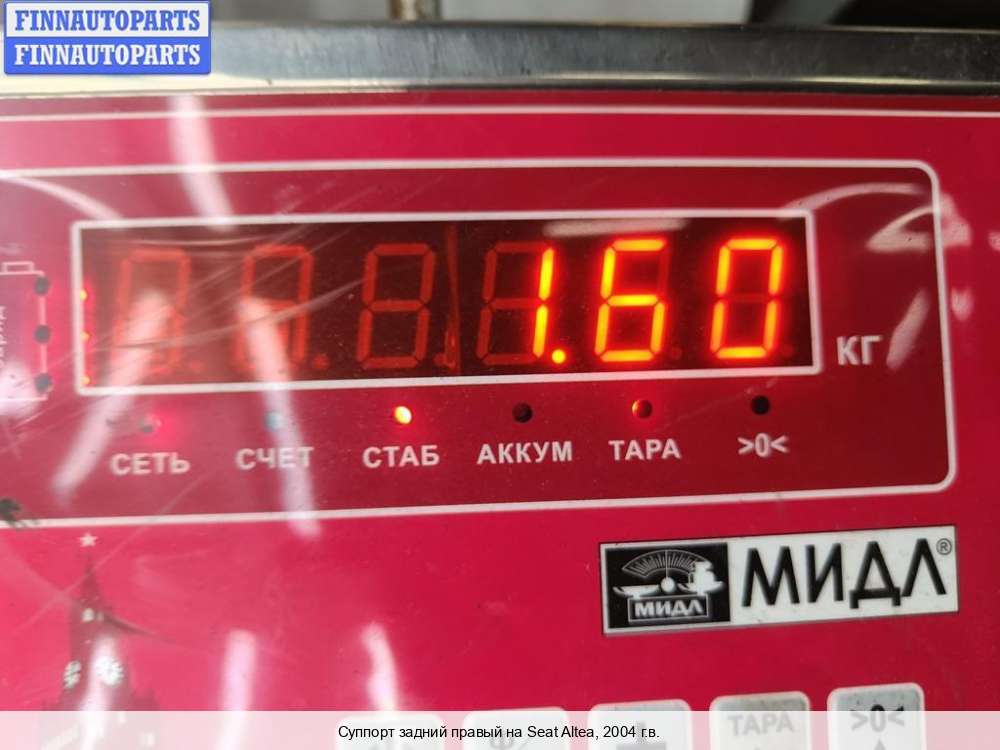 FINNAUTOPARTS
FINNAUTOPARTS
1.60
КГ
СЕТЬ СЧЕТ СТАБ АККУМ ТАРА >0<
МИДЛ МИДЛ®
ТАРА >0<
Суппорт задний правый на Seat Altea, 2004 г.в.